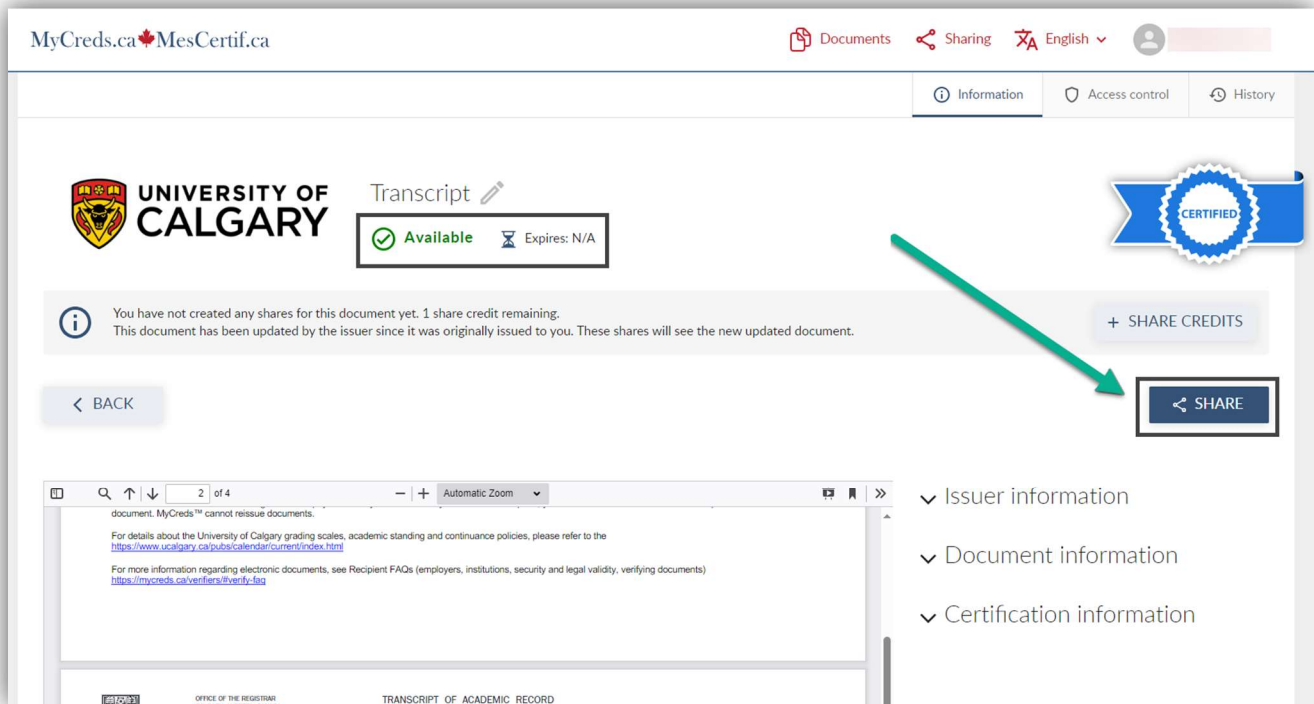 MyCreds.ca MesCertif.ca
Documents
Sharing
English
Information
Access control
History
UNIVERSITY OF
CALGARY
Transcript
Available
Expires: N/A
CERTIFIED
You have not created any shares for this document yet. 1 share credit remaining.
This document has been updated by the issuer since it was originally issued to you. These shares will see the new updated document.
+ SHARE CREDITS
BACK
SHARE
2 of 4
Automatic Zoom
document. MyCreds™ cannot reissue documents.
For details about the University of Calgary grading scales, academic standing and continuance policies, please refer to the
https://www.ucalgary.ca/pubs/calendar/current/index.html
For more information regarding electronic documents, see Recipient FAQs (employers, institutions, security and legal validity, verifying documents)
https://mycreds.ca/verifiers/#verify-faq
OFFICE OF THE REGISTRAR
TRANSCRIPT OF ACADEMIC RECORD
Issuer information
Document information
Certification information